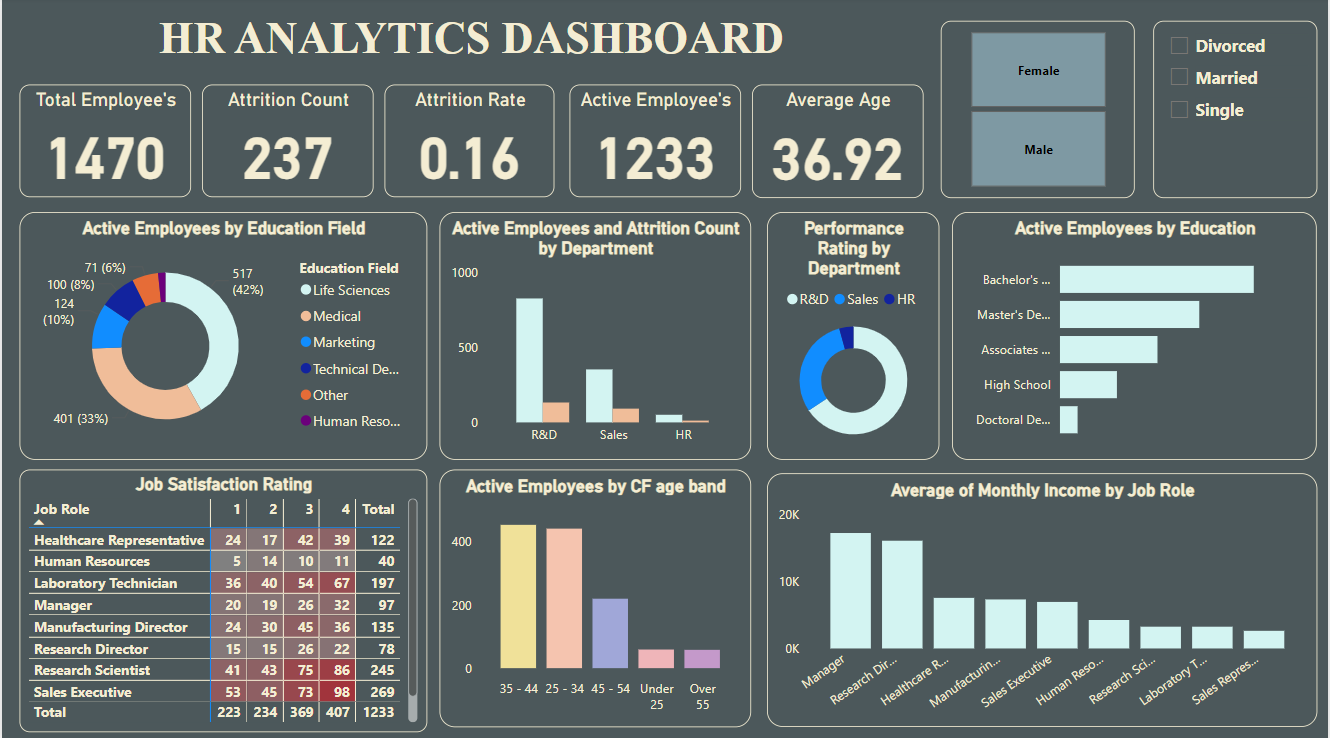 HR ANALYTICS DASHBOARD
Female
Male
Divorced
Married
Single
Total Employee's
1470
Attrition Count
237
Attrition Rate
0.16
Active Employee's
1233
Average Age
36.92
Active Employees by Education Field
71 (6%)
100 (8%)
124
(10%)
401 (33%)
517
(42%)
Education Field
Life Sciences
Medical
Marketing
Technical De...
Other
Human Reso...
Active Employees and Attrition Count
by Department
1000
500
0
R&D Sales HR
Performance
Rating by
Department
R&D Sales HR
Active Employees by Education
Bachelor's ...
Master's De...
Associates ...
High School
Doctoral De...
Job Satisfaction Rating
Job Role 1 2 3 4 Total
Healthcare Representative 24 17 42 39 122
Human Resources 5 14 10 11 40
Laboratory Technician 36 40 54 67 197
Manager 20 19 26 32 97
Manufacturing Director 24 30 45 36 135
Research Director 15 15 26 22 78
Research Scientist 41 43 75 86 245
Sales Executive 53 45 73 98 269
Total 223 234 369 407 1233
Active Employees by CF age band
400
200
0
35 - 44 25 - 34 45 - 54 Under Over
25 55
Average of Monthly Income by Job Role
20K
10K
0K
Manager
Research Dir...
Healthcare R...
Manufacturin...
Sales Executive
Human Reso...
Research Sci...
Laboratory T...
Sales Repres...